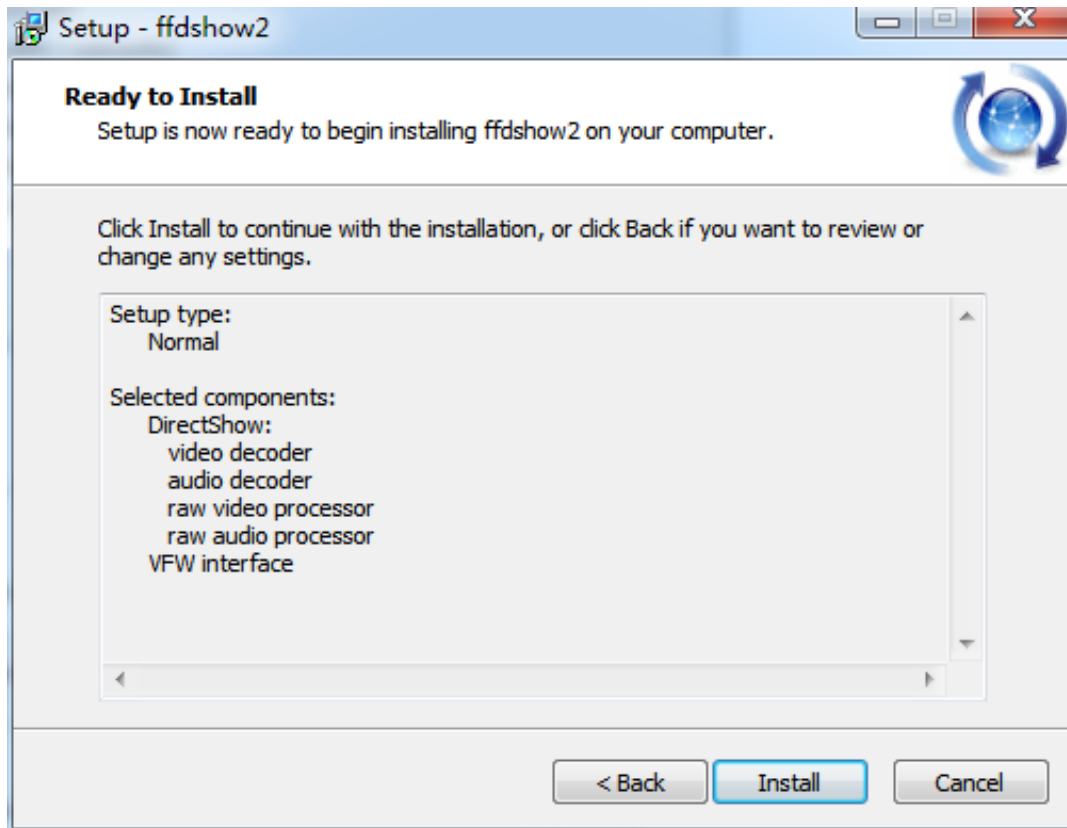 Setup - ffdshow2
Ready to Install
Setup is now ready to begin installing ffdshow2 on your computer.
Click Install to continue with the installation, or click Back if you want to review or
change any settings.
Setup type:
Normal
Selected components:
DirectShow:
video decoder
audio decoder
raw video processor
raw audio processor
VFW interface
< Back
Install
Cancel